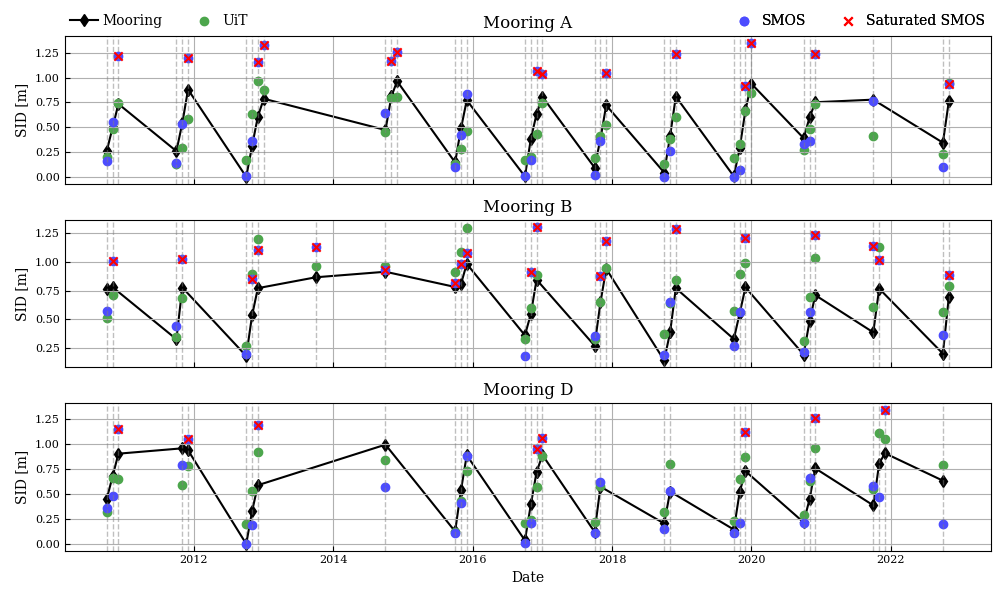 Mooring UiT SMOS Saturated SMOS
Mooring A
1.25
1.00
0.75
0.50
0.25
0.00
SID [m]
Mooring B
1.25
1.00
0.75
0.50
0.25
SID [m]
Mooring D
1.25
1.00
0.75
0.50
0.25
0.00
SID [m]
2012 2014 2016 2018 2020 2022
Date